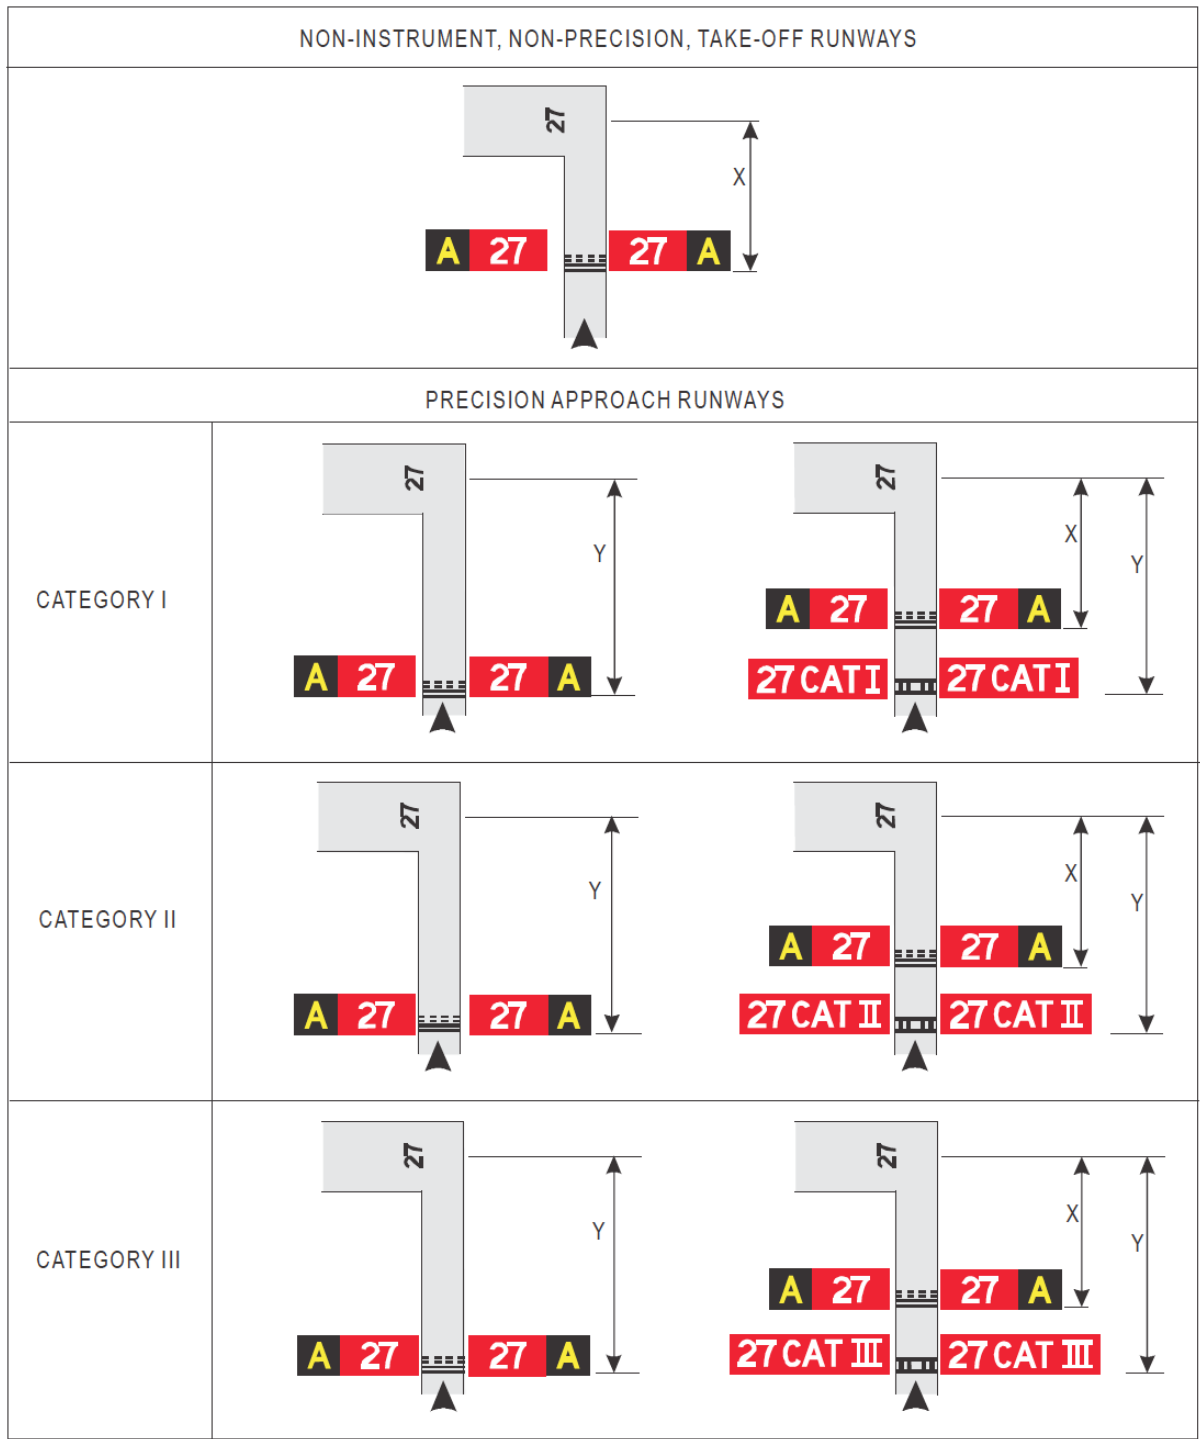 NON-INSTRUMENT, NON-PRECISION, TAKE-OFF RUNWAYS
27
X
A 27 27 A
PRECISION APPROACH RUNWAYS
CATEGORY I
27
Y
A 27 27 A
27
X
Y
A 27 27 A
27 CAT I 27 CAT I
CATEGORY II
27
Y
A 27 27 A
27
X
Y
A 27 27 A
27 CAT II 27 CAT II
CATEGORY III
27
Y
A 27 27 A
27
X
Y
A 27 27 A
27 CAT III 27 CAT III